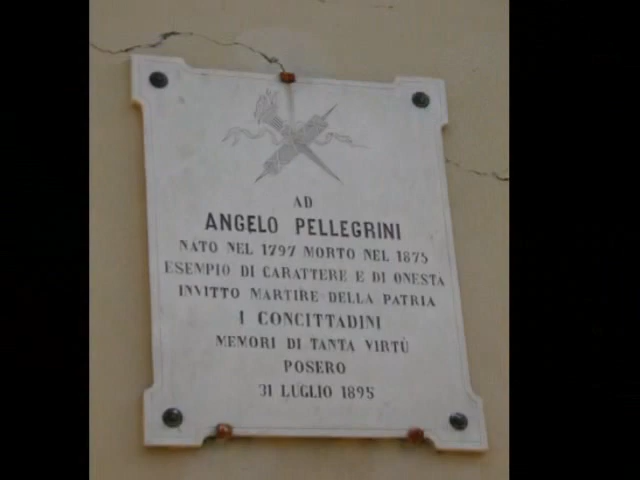 AD
ANGELO PELLEGRINI
NATO NEL 1797 MORTO NEL 1875
ESEMPIO DI CARATTERE E DI ONESTÀ
INVITTO MARTIRE DELLA PATRIA
I CONCITTADINI
MEMORI DI TANTA VIRTÙ
POSERO
31 LUGLIO 1895